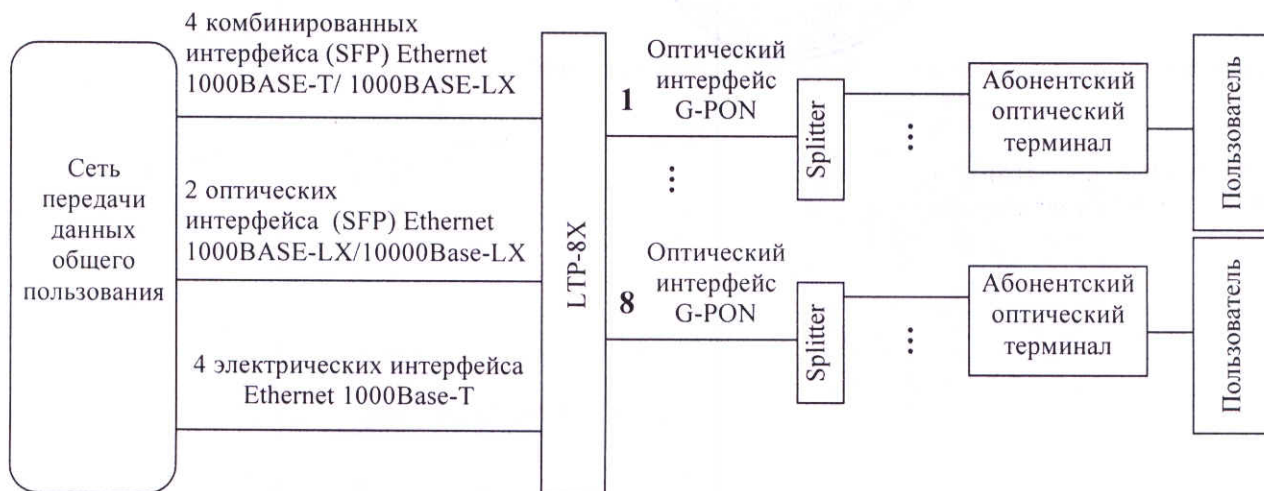 4 комбинированных
интерфейса (SFP) Ethernet
1000BASE-T/ 1000BASE-LX
Сеть
передачи
данных
общего
пользования
2 оптических
интерфейса (SFP) Ethernet
1000BASE-LX/10000Base-LX
4 электрических интерфейса
Ethernet 1000Base-T
LTP-8X
1
Оптический
интерфейс
G-PON
Splitter
Абонентский
оптический
терминал
Пользователь
8
Оптический
интерфейс
G-PON
Splitter
Абонентский
оптический
терминал
Пользователь